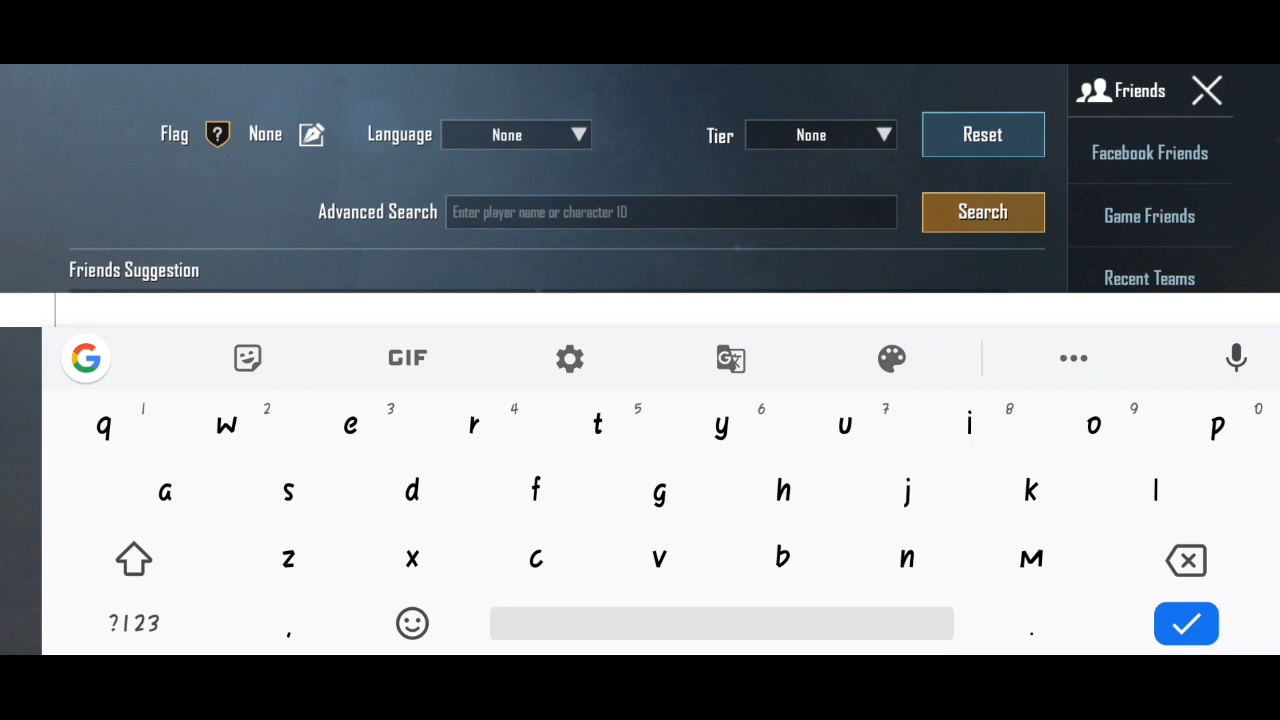 Flag ? None Language None Tier None Reset
Advanced Search Enter player name or character ID Search
Friends Suggestion
Friends
Facebook Friends
Game Friends
Recent Teams
G GIF G
q 1 w 2 e 3 r 4 t 5 y 6 u 7 i 8 o 9 p 0
a s d f g h j k l
z x c v b n m
?123 , .